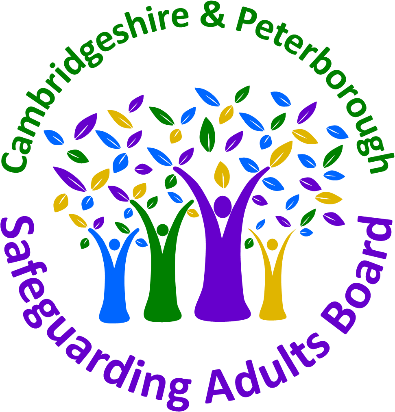 Cambridgeshire & Peterborough
Safeguarding Adults Board